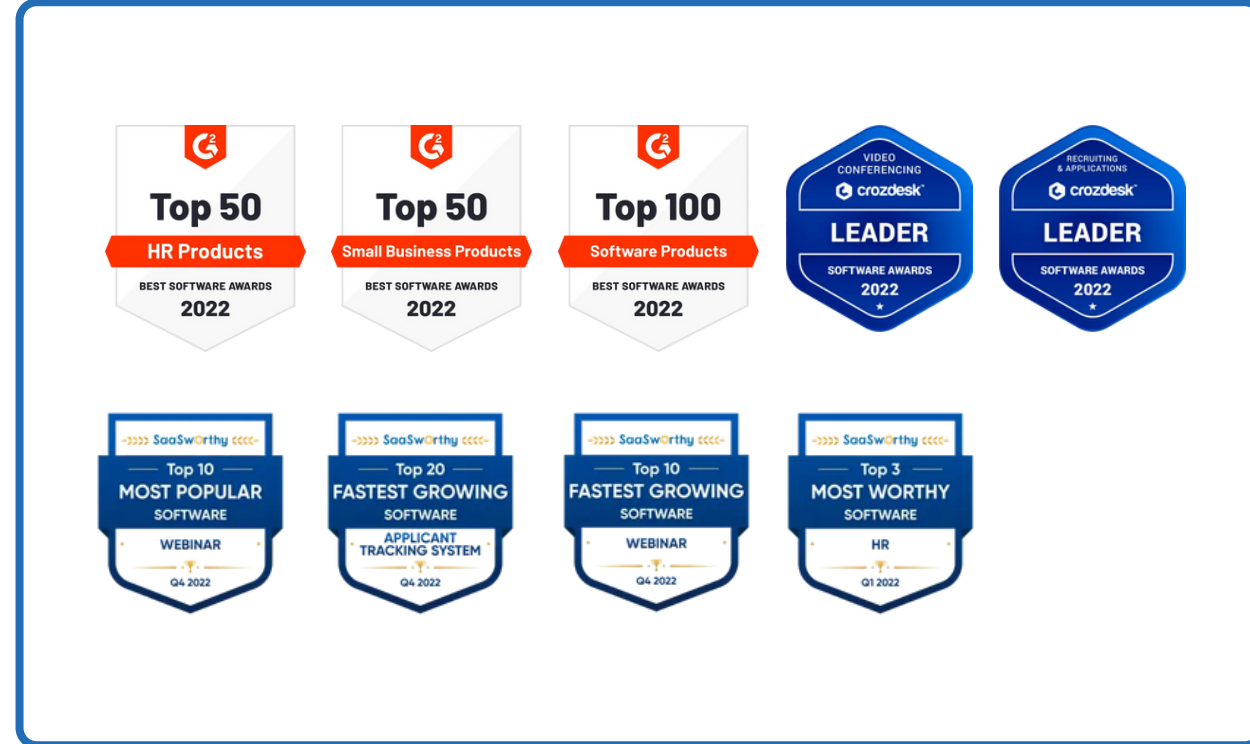 G2
Top 50
HR Products
BEST SOFTWARE AWARDS
2022
G2
Top 50
Small Business Products
BEST SOFTWARE AWARDS
2022
G2
Top 100
Software Products
BEST SOFTWARE AWARDS
2022
VIDEO
CONFERENCING
crozdesk
LEADER
SOFTWARE AWARDS
2022
RECRUITING
& APPLICATIONS
crozdesk
LEADER
SOFTWARE AWARDS
2022
SaaSworthy
Top 10
MOST POPULAR
SOFTWARE
WEBINAR
Q4 2022
SaaSworthy
Top 20
FASTEST GROWING
SOFTWARE
APPLICANT
TRACKING SYSTEM
Q4 2022
SaaSworthy
Top 10
FASTEST GROWING
SOFTWARE
WEBINAR
Q4 2022
SaaSworthy
Top 3
MOST WORTHY
SOFTWARE
HR
Q1 2022